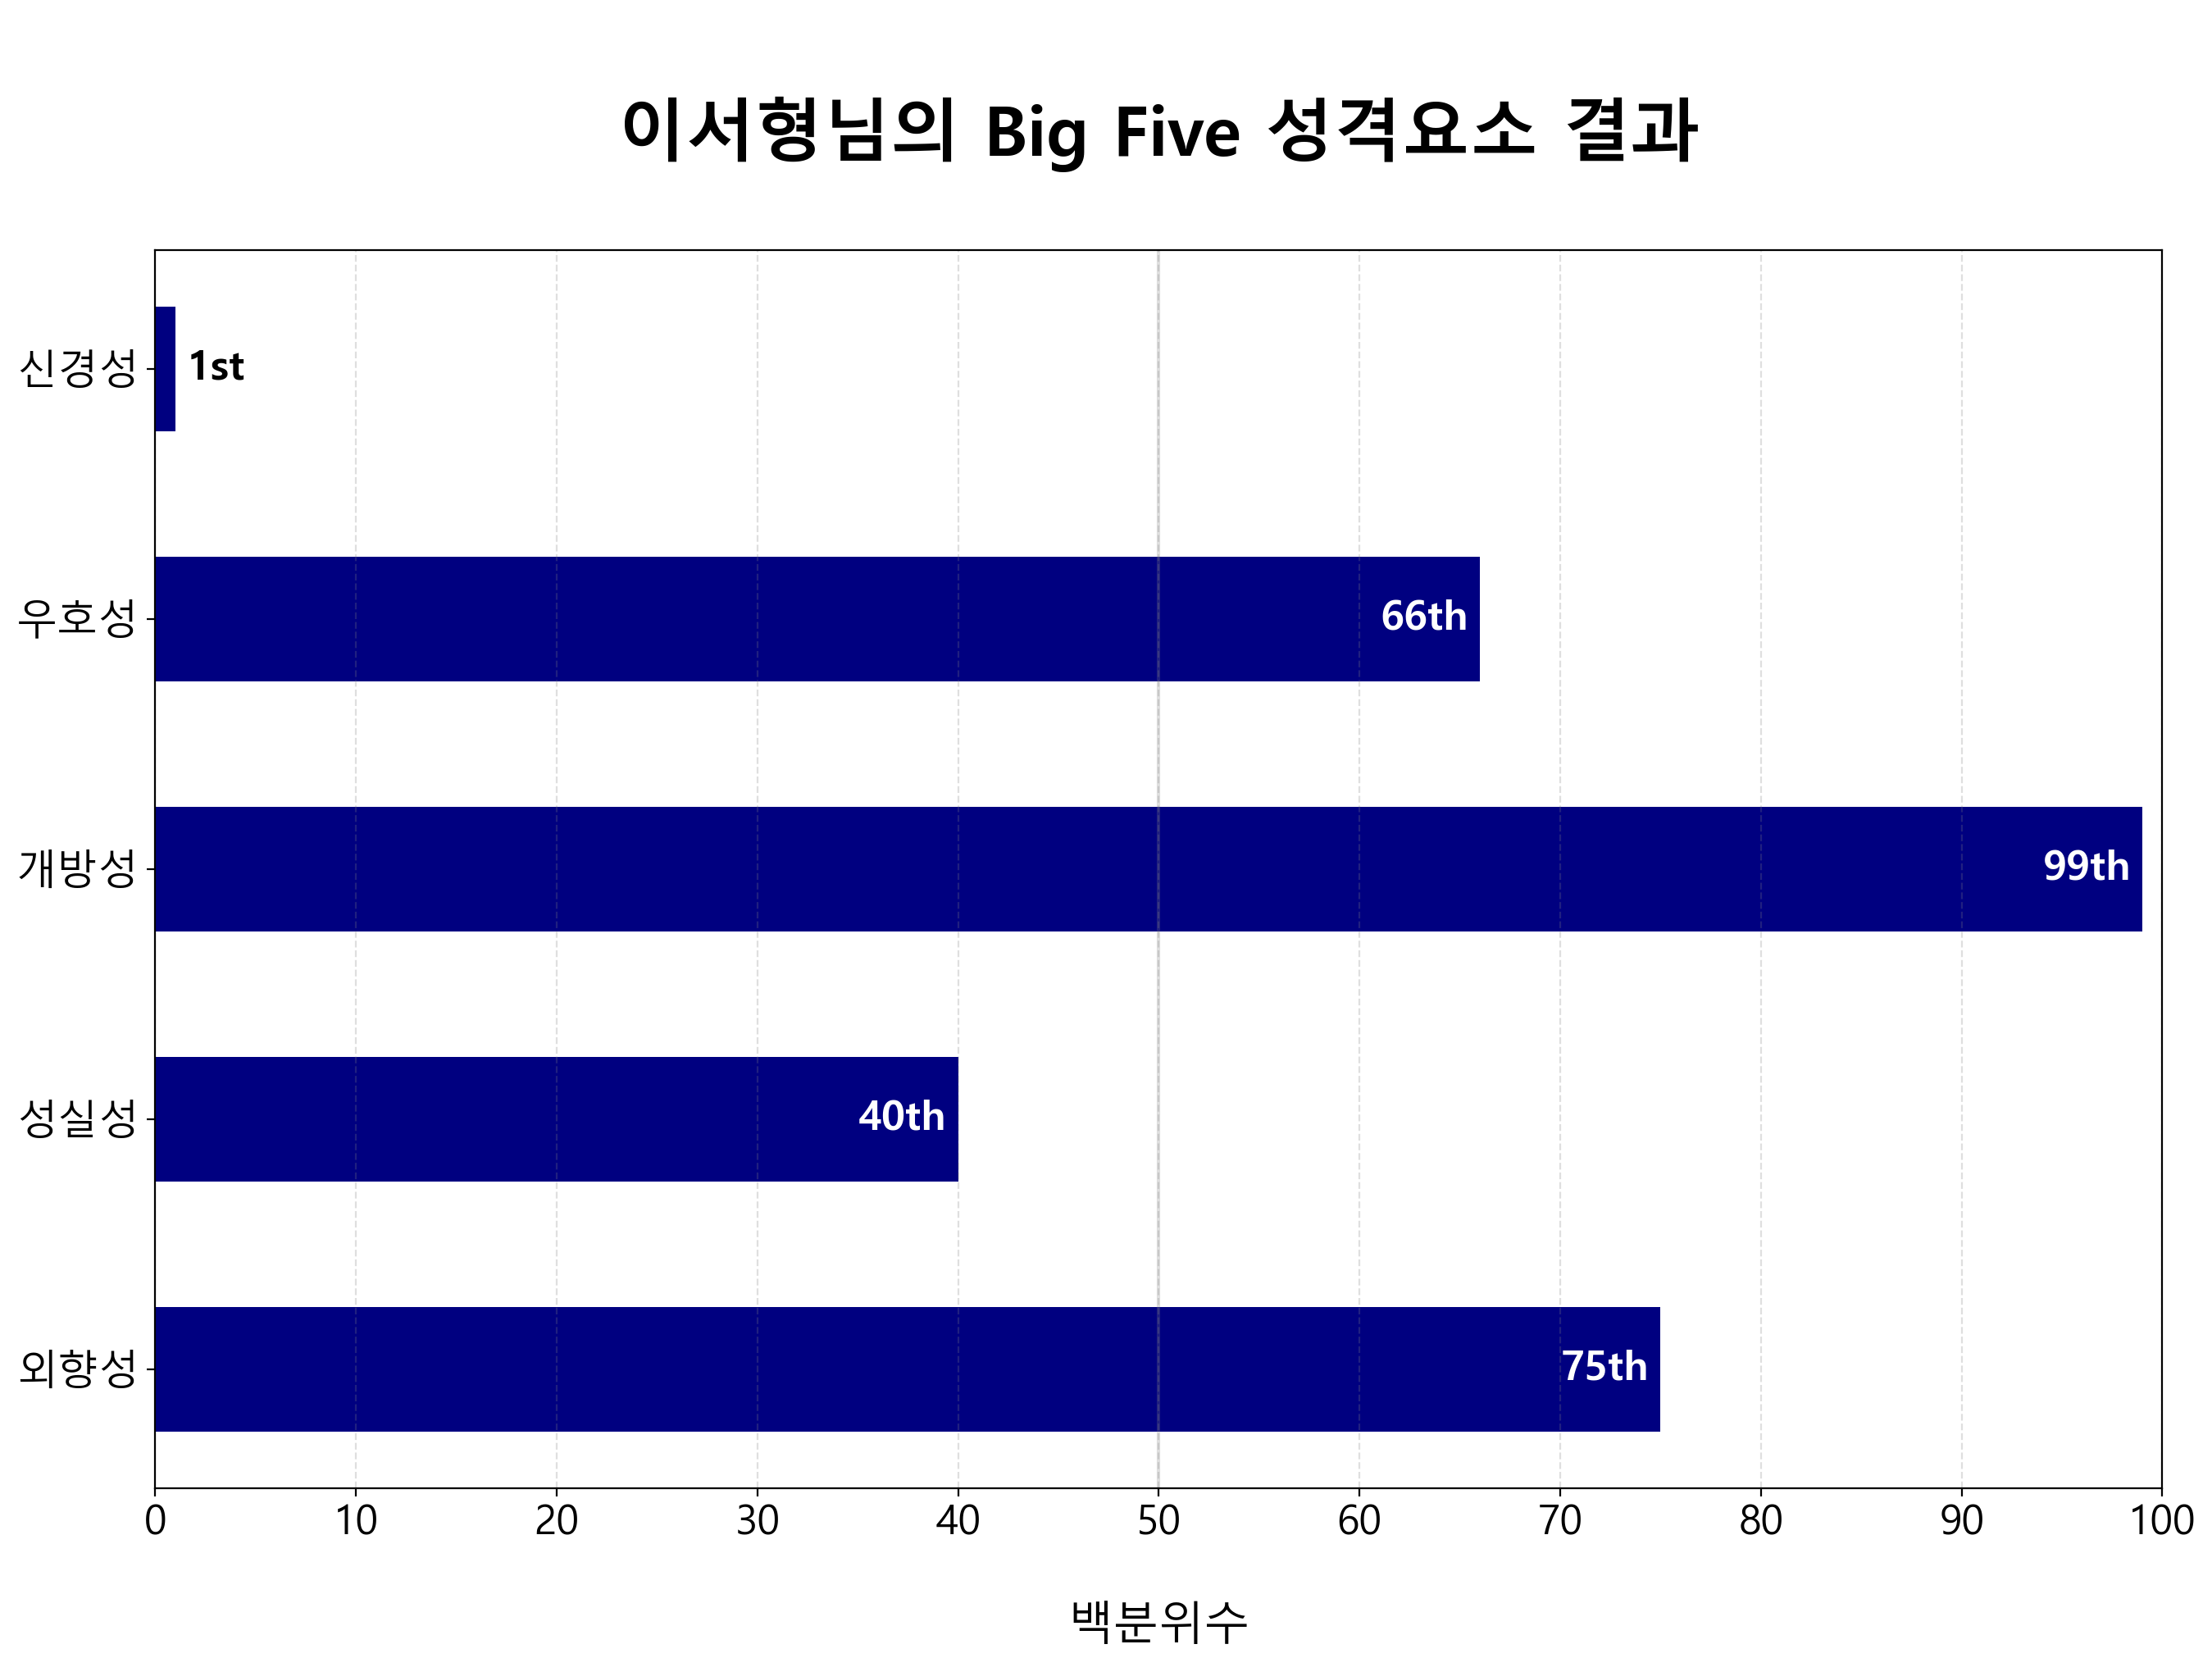 이서형님의 Big Five 성격요소 결과
신경성 1st
우호성 66th
개방성 99th
성실성 40th
외향성 75th
0 10 20 30 40 50 60 70 80 90 100
백분위수